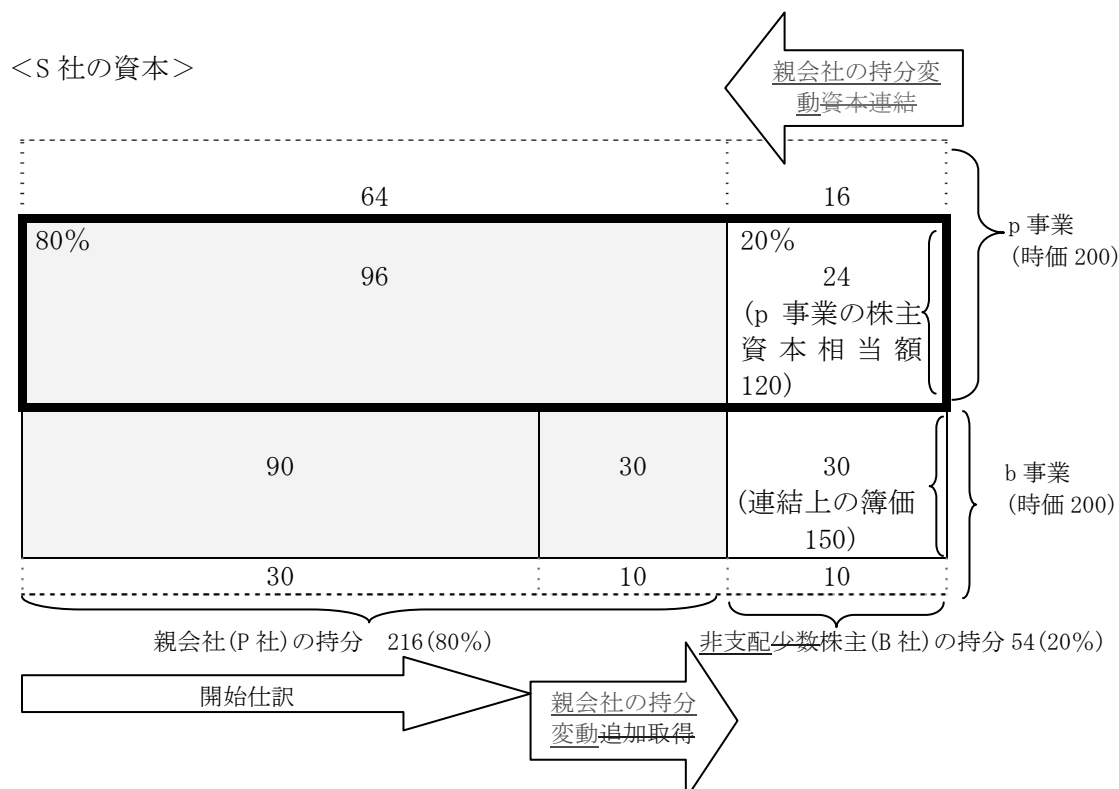 <S社の資本>
親会社の持分変
動資本連結
64
16
80%
96
20%
24
(p 事業の株主
資本相当額
120)
p 事業
(時価 200)
90
30
30
(連結上の簿価
150)
b 事業
(時価 200)
30
10
10
親会社(P 社)の持分 216(80%)
非支配少数株主(B 社)の持分 54(20%)
開始仕訳
親会社の持分
変動追加取得